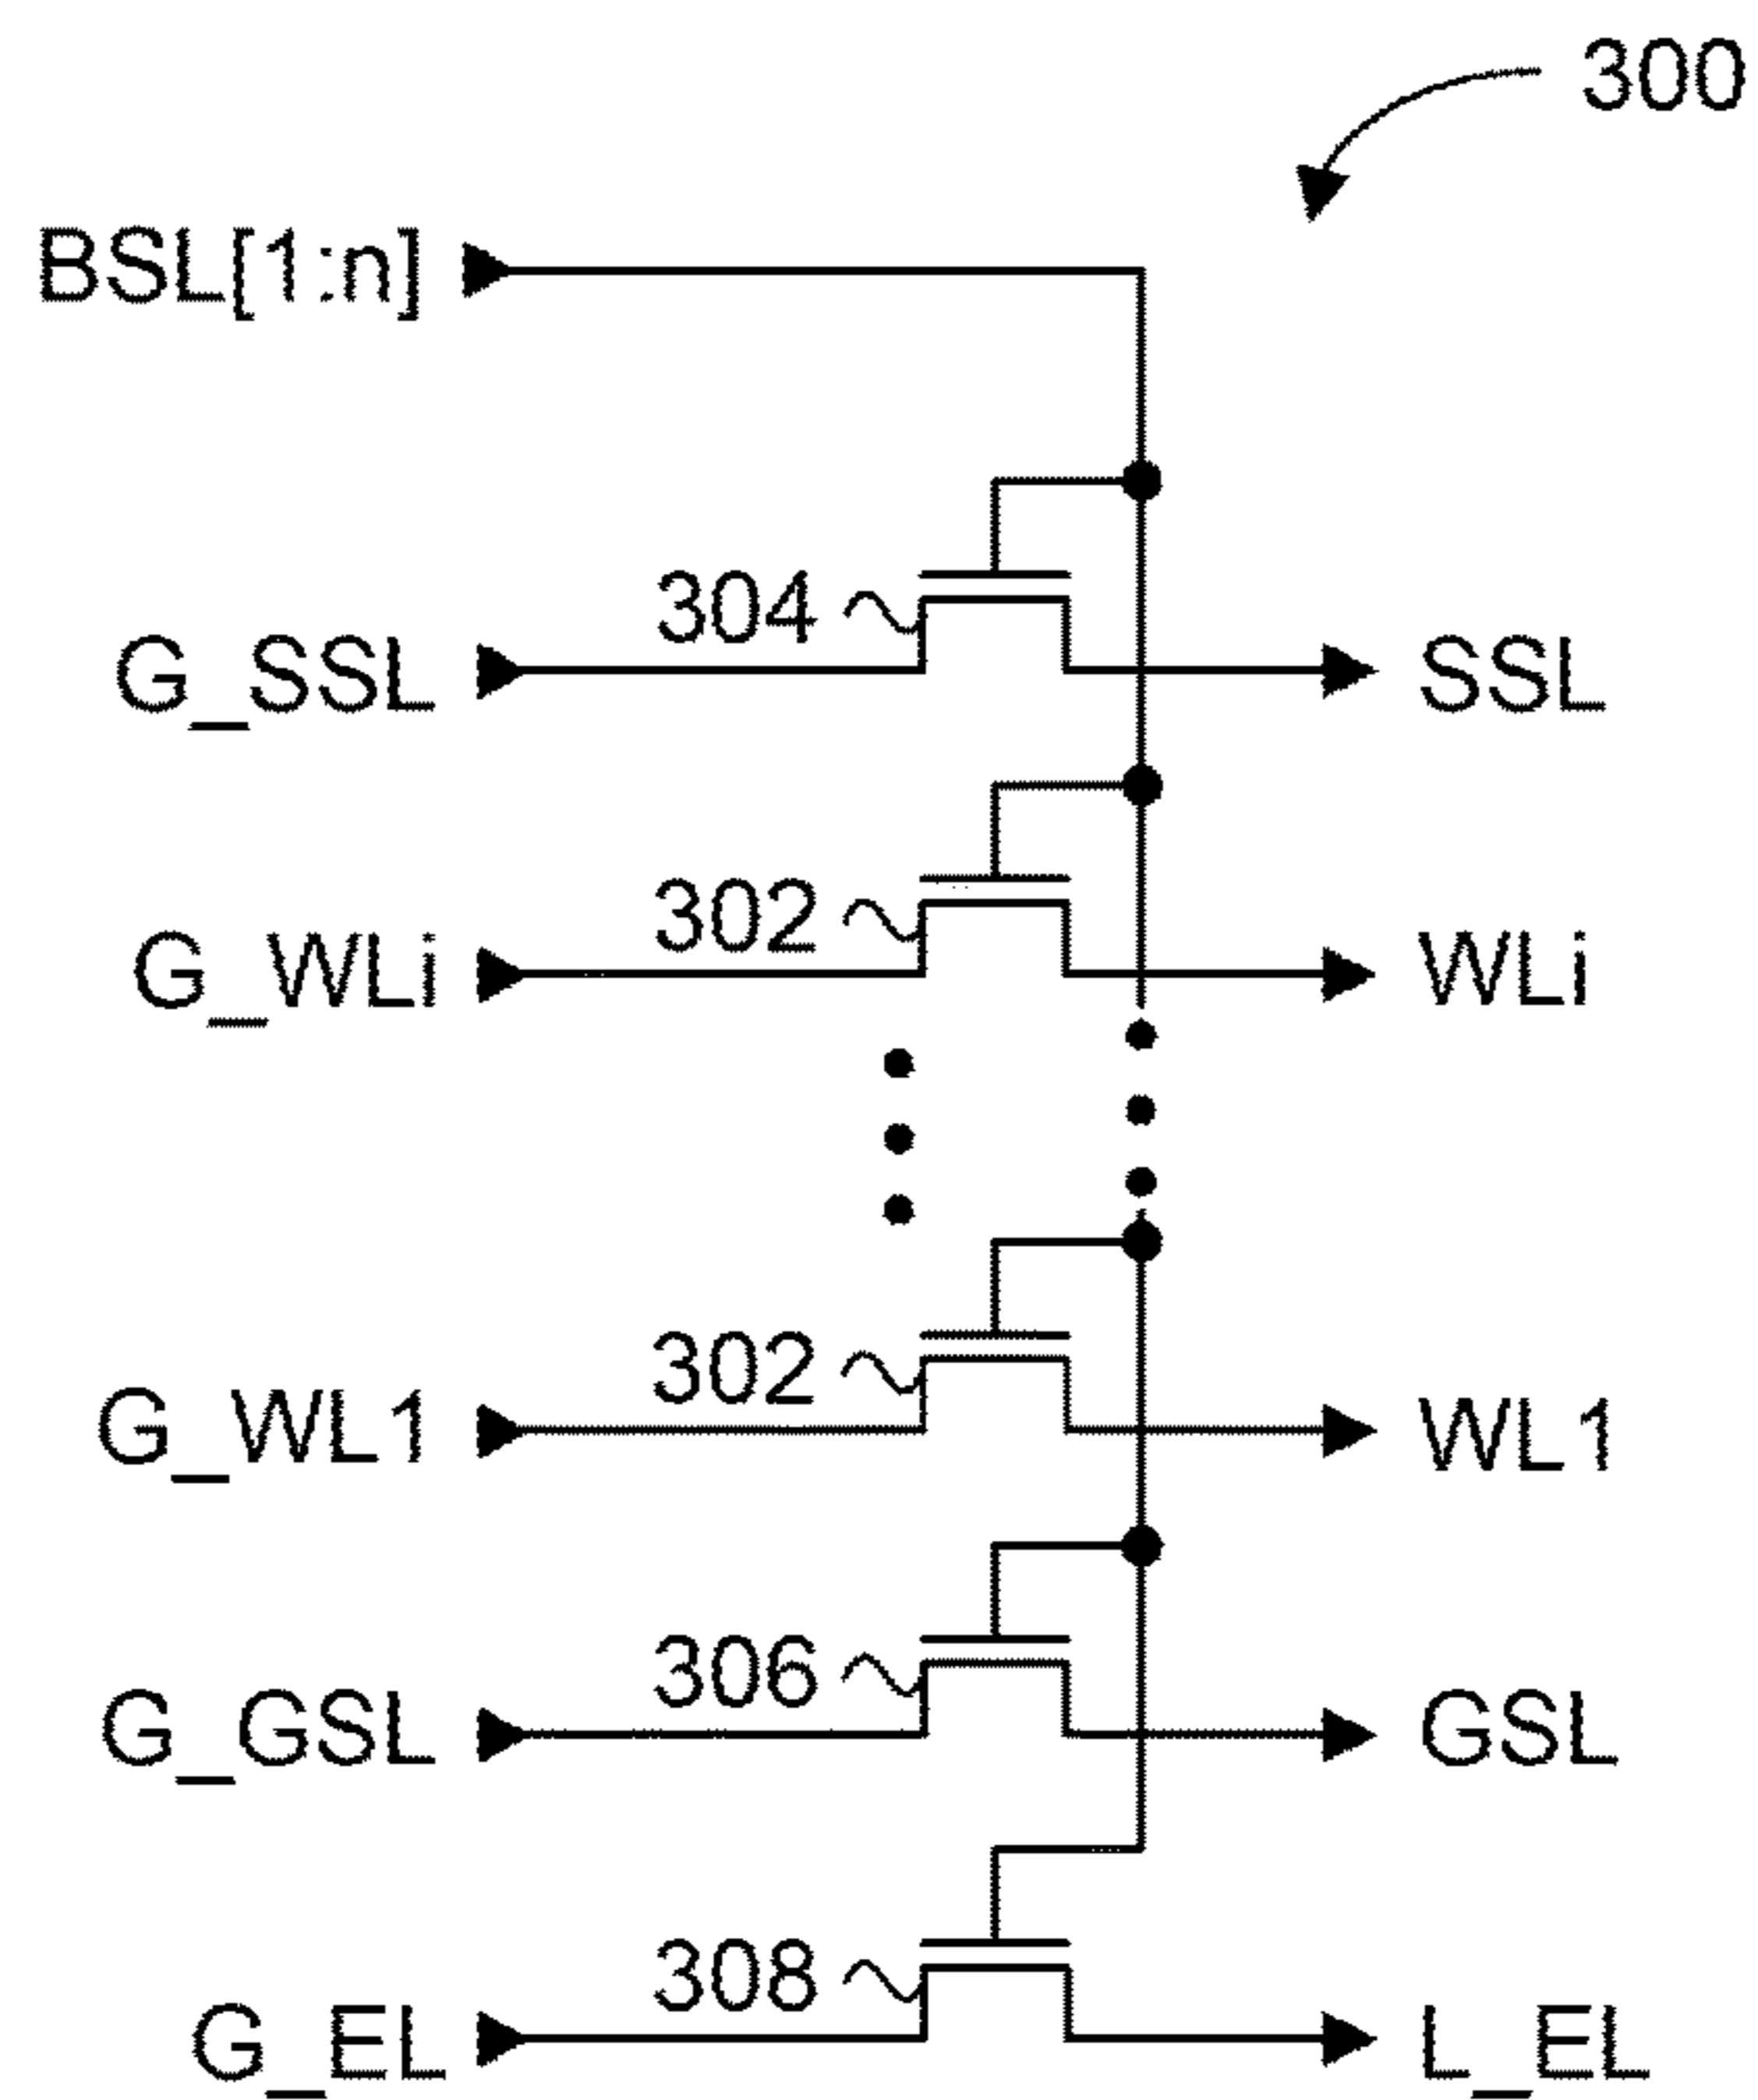 300
BSL[1:n]
304
G_SSL SSL
302
G_WLi WLi
302
G_WL1 WL1
306
G_GSL GSL
308
G_EL L_EL